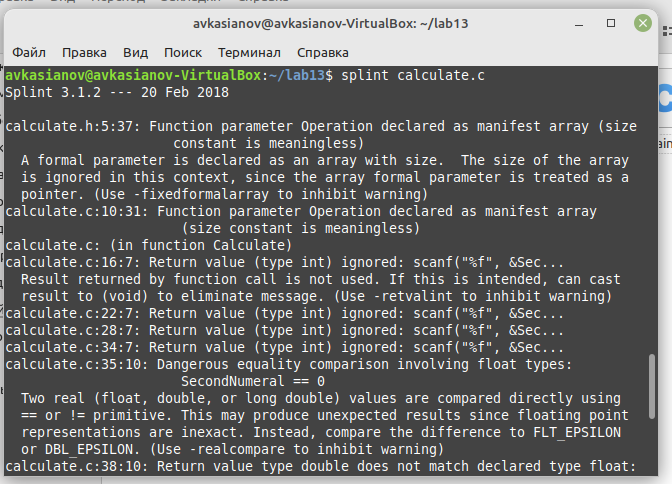 avkasianov@avkasianov-VirtualBox: ~/lab13
Файл Правка Вид Поиск Терминал Справка
avkasianov@avkasianov-VirtualBox:~/lab13$ splint calculate.c
Splint 3.1.2 --- 20 Feb 2018
calculate.h:5:37: Function parameter Operation declared as manifest array (size
constant is meaningless)
A formal parameter is declared as an array with size.  The size of the array
is ignored in this context, since the array formal parameter is treated as a
pointer. (Use -fixedformalarray to inhibit warning)
calculate.c:10:31: Function parameter Operation declared as manifest array
(size constant is meaningless)
calculate.c: (in function Calculate)
calculate.c:16:7: Return value (type int) ignored: scanf("%f", &Sec...
Result returned by function call is not used. If this is intended, can cast
result to (void) to eliminate message. (Use -retvalint to inhibit warning)
calculate.c:22:7: Return value (type int) ignored: scanf("%f", &Sec...
calculate.c:28:7: Return value (type int) ignored: scanf("%f", &Sec...
calculate.c:34:7: Return value (type int) ignored: scanf("%f", &Sec...
calculate.c:35:10: Dangerous equality comparison involving float types:
SecondNumeral == 0
Two real (float, double, or long double) values are compared directly using
== or != primitive. This may produce unexpected results since floating point
representations are inexact. Instead, compare the difference to FLT_EPSILON
or DBL_EPSILON. (Use -realcompare to inhibit warning)
calculate.c:38:10: Return value type double does not match declared type float: